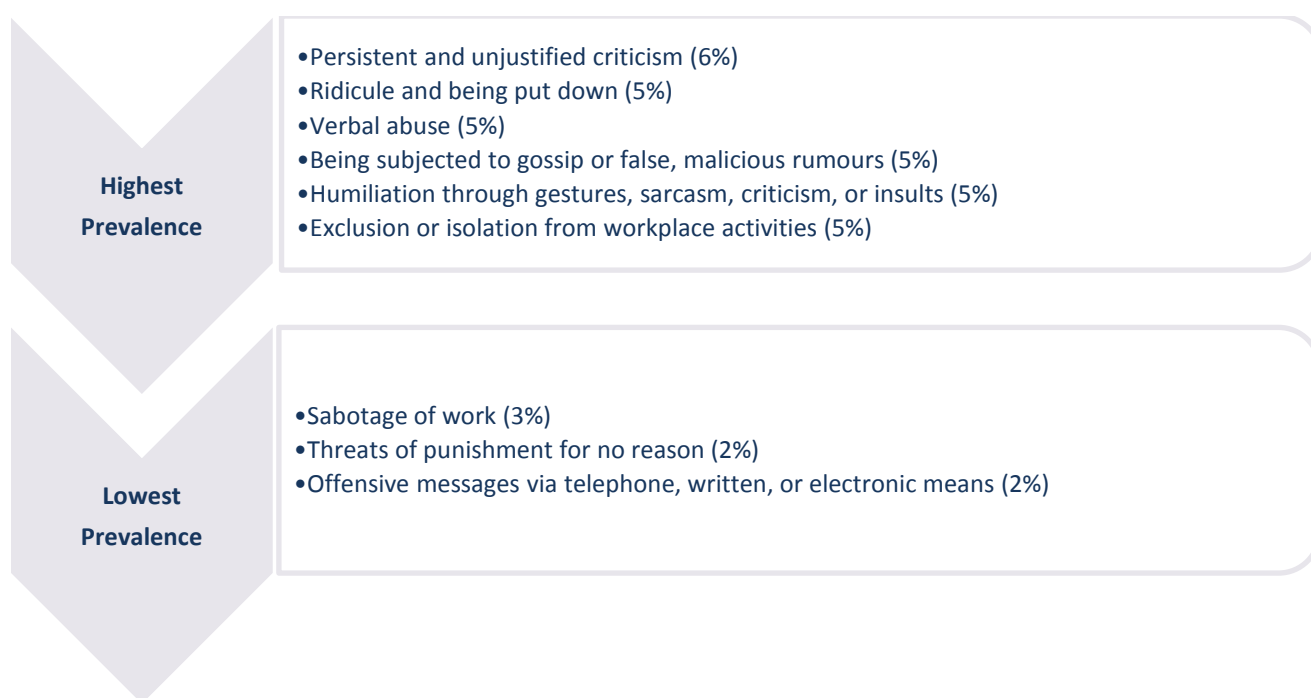 •Persistent and unjustified criticism (6%)
•Ridicule and being put down (5%)
•Verbal abuse (5%)
•Being subjected to gossip or false, malicious rumours (5%)
•Humiliation through gestures, sarcasm, criticism, or insults (5%)
•Exclusion or isolation from workplace activities (5%)
Highest
Prevalence
•Sabotage of work (3%)
•Threats of punishment for no reason (2%)
•Offensive messages via telephone, written, or electronic means (2%)
Lowest
Prevalence